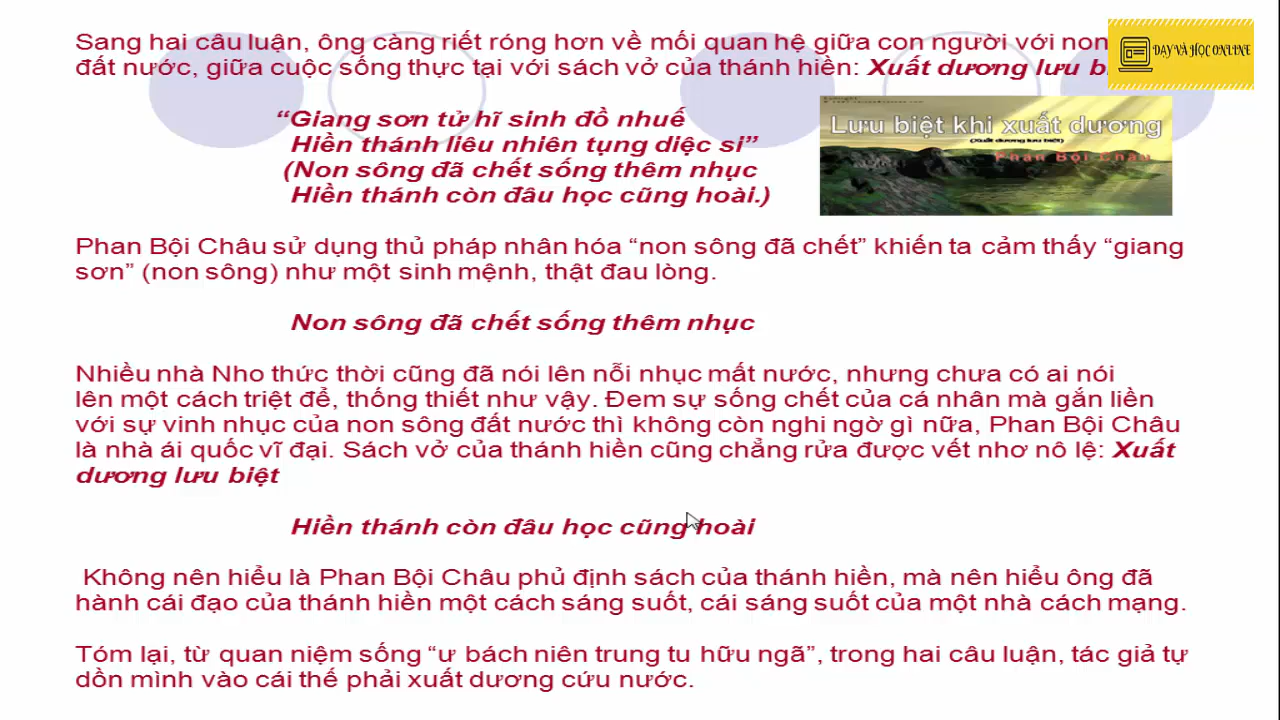 Sang hai câu luận, ông càng riết róng hơn về mối quan hệ giữa con người với non
đất nước, giữa cuộc sống thực tại với sách vở của thánh hiền: Xuất dương lưu
DẠY VÀ HỌC ONLINE
“Giang sơn tử hĩ sinh đồ nhuế
Hiền thánh liêu nhiên tụng diệc si”
(Non sông đã chết sống thêm nhục
Hiền thánh còn đâu học cũng hoài.)
Lưu biệt khi xuất dương
(Xuất dương lưu biệt)
Phan Bội Châu
Phan Bội Châu sử dụng thủ pháp nhân hóa “non sông đã chết” khiến ta cảm thấy “giang
sơn” (non sông) như một sinh mệnh, thật đau lòng.
Non sông đã chết sống thêm nhục
Nhiều nhà Nho thức thời cũng đã nói lên nỗi nhục mất nước, nhưng chưa có ai nói
lên một cách triệt để, thống thiết như vậy. Đem sự sống chết của cá nhân mà gắn liền
với sự vinh nhục của non sông đất nước thì không còn nghi ngờ gì nữa, Phan Bội Châu
là nhà ái quốc vĩ đại. Sách vở của thánh hiền cũng chẳng rửa được vết nhơ nô lệ: Xuất
dương lưu biệt
Hiền thánh còn đâu học cũng hoài
Không nên hiểu là Phan Bội Châu phủ định sách của thánh hiền, mà nên hiểu ông đã
hành cái đạo của thánh hiền một cách sáng suốt, cái sáng suốt của một nhà cách mạng.
Tóm lại, từ quan niệm sống “ư bách niên trung tu hữu ngã”, trong hai câu luận, tác giả tự
dồn mình vào cái thế phải xuất dương cứu nước.